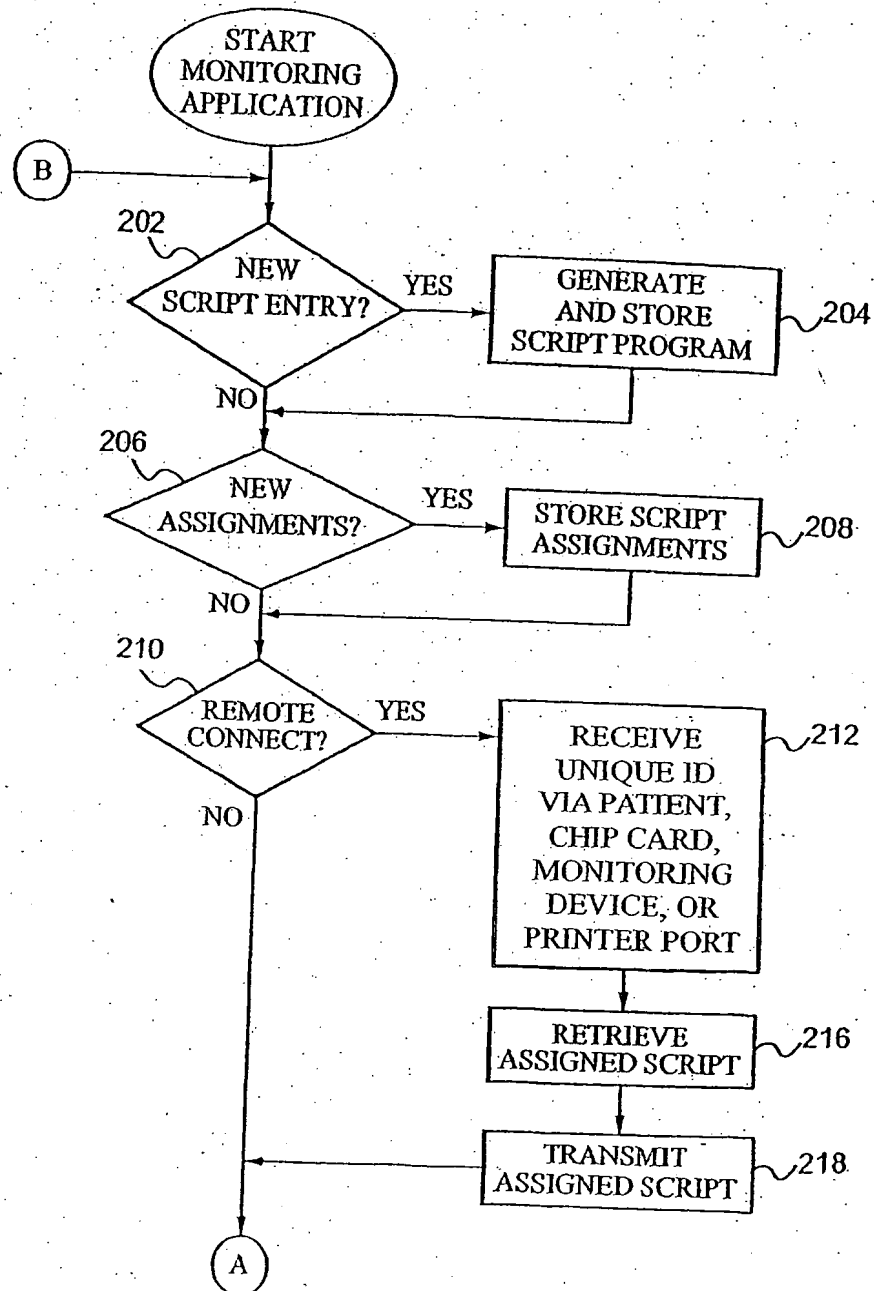 START
MONITORING
APPLICATION
B
202
NEW
SCRIPT ENTRY?
YES
GENERATE
AND STORE
SCRIPT PROGRAM
204
NO
206
NEW
ASSIGNMENTS?
YES
STORE SCRIPT
ASSIGNMENTS
208
NO
210
REMOTE
CONNECT?
YES
RECEIVE
UNIQUE ID
VIA PATIENT,
CHIP CARD,
MONITORING
DEVICE, OR
PRINTER PORT
212
NO
RETRIEVE
ASSIGNED SCRIPT
216
TRANSMIT
ASSIGNED SCRIPT
218
A